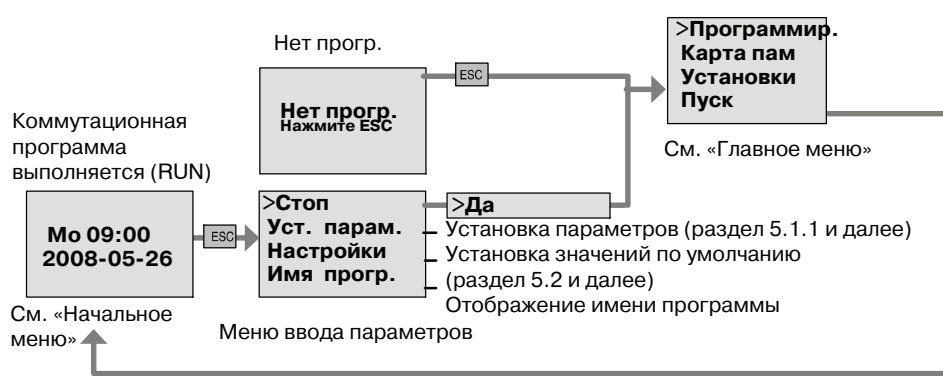 Нет прогр.
ESC
>Программир.
Карта пам
Установки
Пуск
Нет прогр.
Нажмите ESC
См. «Главное меню»
Коммутационная
программа
выполняется (RUN)
Mo 09:00
2008-05-26
ESC
>Стоп
Уст. парам.
Настройки
Имя прогр.
>Да
Установка параметров (раздел 5.1.1 и далее)
Установка значений по умолчанию
(раздел 5.2 и далее)
Отображение имени программы
См. «Начальное
меню»
Меню ввода параметров